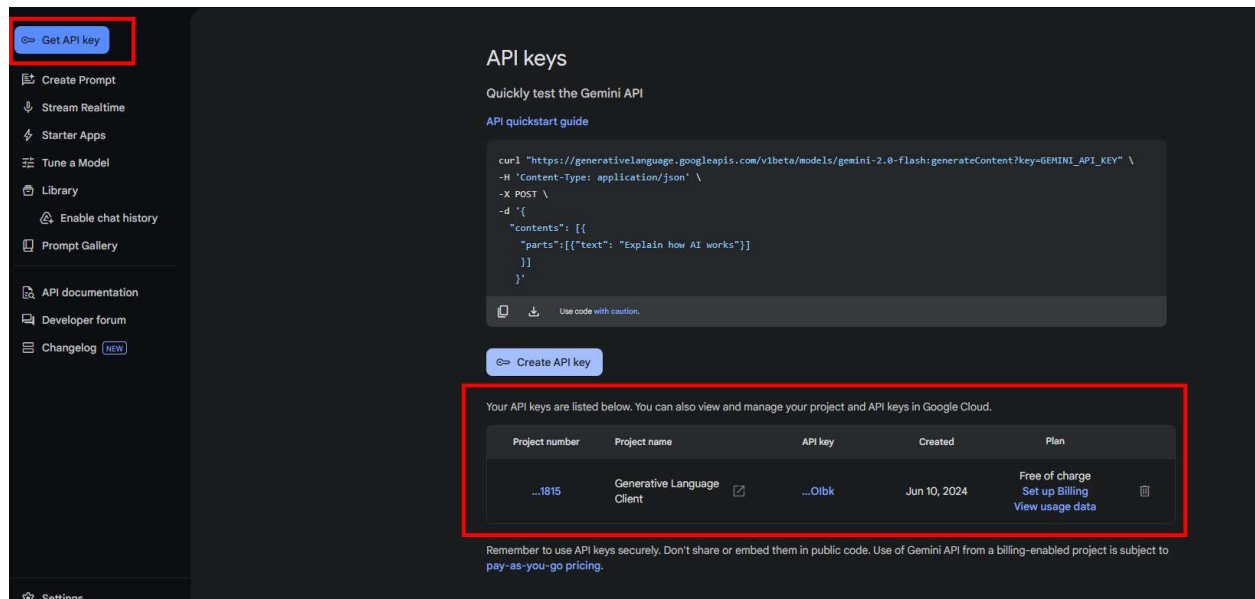 Get API key
Create Prompt
Stream Realtime
Starter Apps
Tune a Model
Library
Enable chat history
Prompt Gallery
API documentation
Developer forum
Changelog NEW
Settings
API keys
Quickly test the Gemini API
API quickstart guide
curl "https://generativelanguage.googleapis.com/v1beta/models/gemini-2.0-flash:generateContent?key=GEMINI_API_KEY" \
-H 'Content-Type: application/json' \
-X POST \
-d '{
"contents": [{
"parts":[{"text": "Explain how AI works"}]
}]
}'
Use code with caution.
Create API key
Your API keys are listed below. You can also view and manage your project and API keys in Google Cloud.
Project number Project name API key Created Plan
...1815 Generative Language Client ...OIbk Jun 10, 2024 Free of charge
Set up Billing
View usage data
Remember to use API keys securely. Don't share or embed them in public code. Use of Gemini API from a billing-enabled project is subject to
pay-as-you-go pricing.